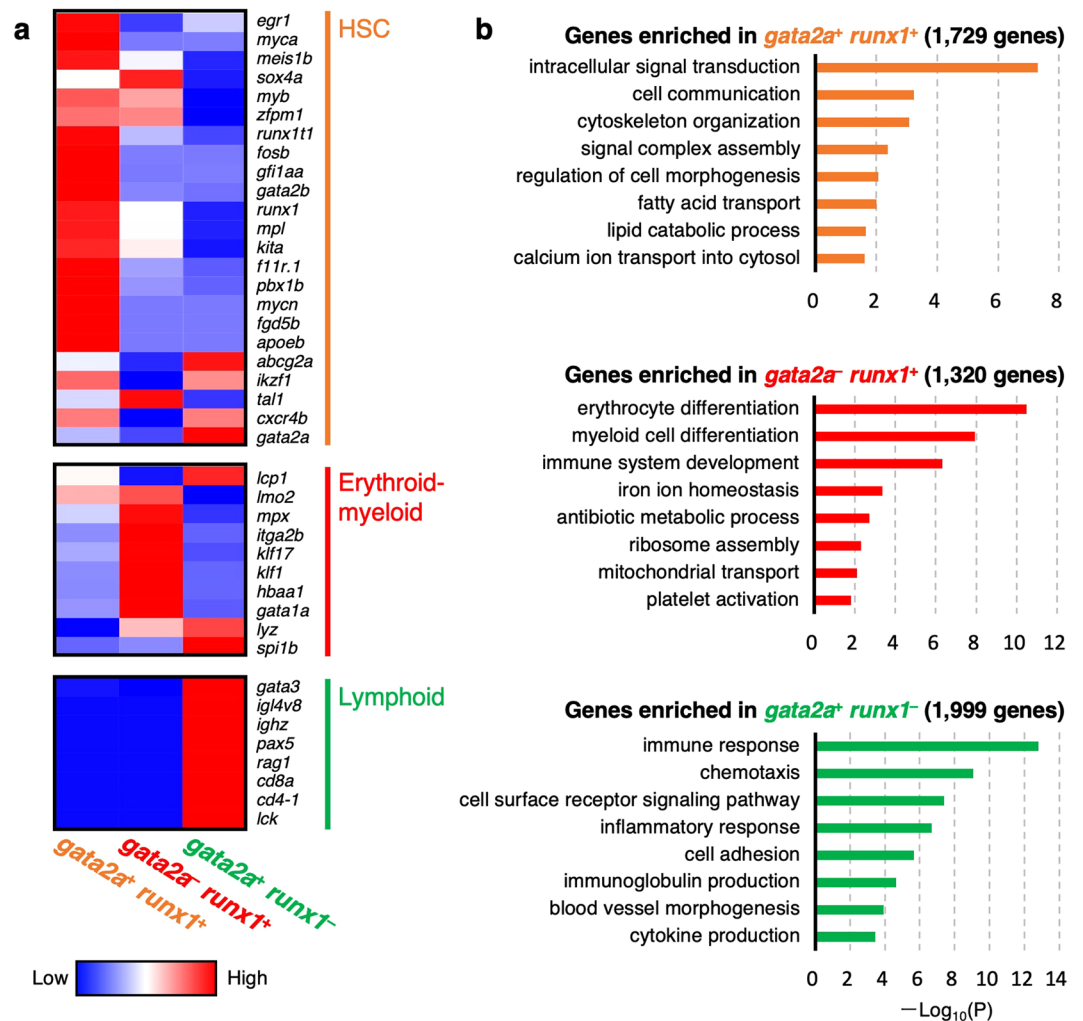 a
egr1
myca
meis1b
sox4a
myb
zfpm1
runx1t1
fosb
gfi1aa
gata2b
runx1
mpl
kita
f11r.1
pbx1b
mycn
fgd5b
apoeb
abcg2a
ikzf1
tal1
cxcr4b
gata2a
HSC
lcp1
lmo2
mpx
itga2b
klf17
klf1
hbaa1
gata1a
lyz
spi1b
Erythroid-
myeloid
gata3
igl4v8
ighz
pax5
rag1
cd8a
cd4-1
lck
Lymphoid
gata2a⁺ runx1⁺
gata2a⁻ runx1⁺
gata2a⁺ runx1⁻
Low
High
b
Genes enriched in gata2a⁺ runx1⁺ (1,729 genes)
intracellular signal transduction
cell communication
cytoskeleton organization
signal complex assembly
regulation of cell morphogenesis
fatty acid transport
lipid catabolic process
calcium ion transport into cytosol
0 2 4 6 8
Genes enriched in gata2a⁻ runx1⁺ (1,320 genes)
erythrocyte differentiation
myeloid cell differentiation
immune system development
iron ion homeostasis
antibiotic metabolic process
ribosome assembly
mitochondrial transport
platelet activation
0 2 4 6 8 10 12
Genes enriched in gata2a⁺ runx1⁻ (1,999 genes)
immune response
chemotaxis
cell surface receptor signaling pathway
inflammatory response
cell adhesion
immunoglobulin production
blood vessel morphogenesis
cytokine production
0 2 4 6 8 10 12 14
−Log₁₀(P)